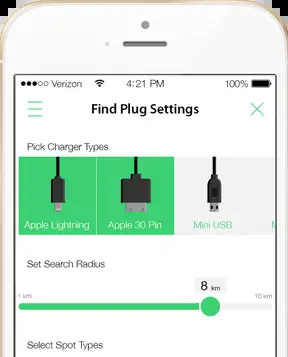 ●●●○○ Verizon 4:21 PM 100%
Find Plug Settings
Pick Charger Types
Apple Lightning Apple 30 Pin Mini USB M
Set Search Radius
8 km
1 km 10 km
Select Spot Types